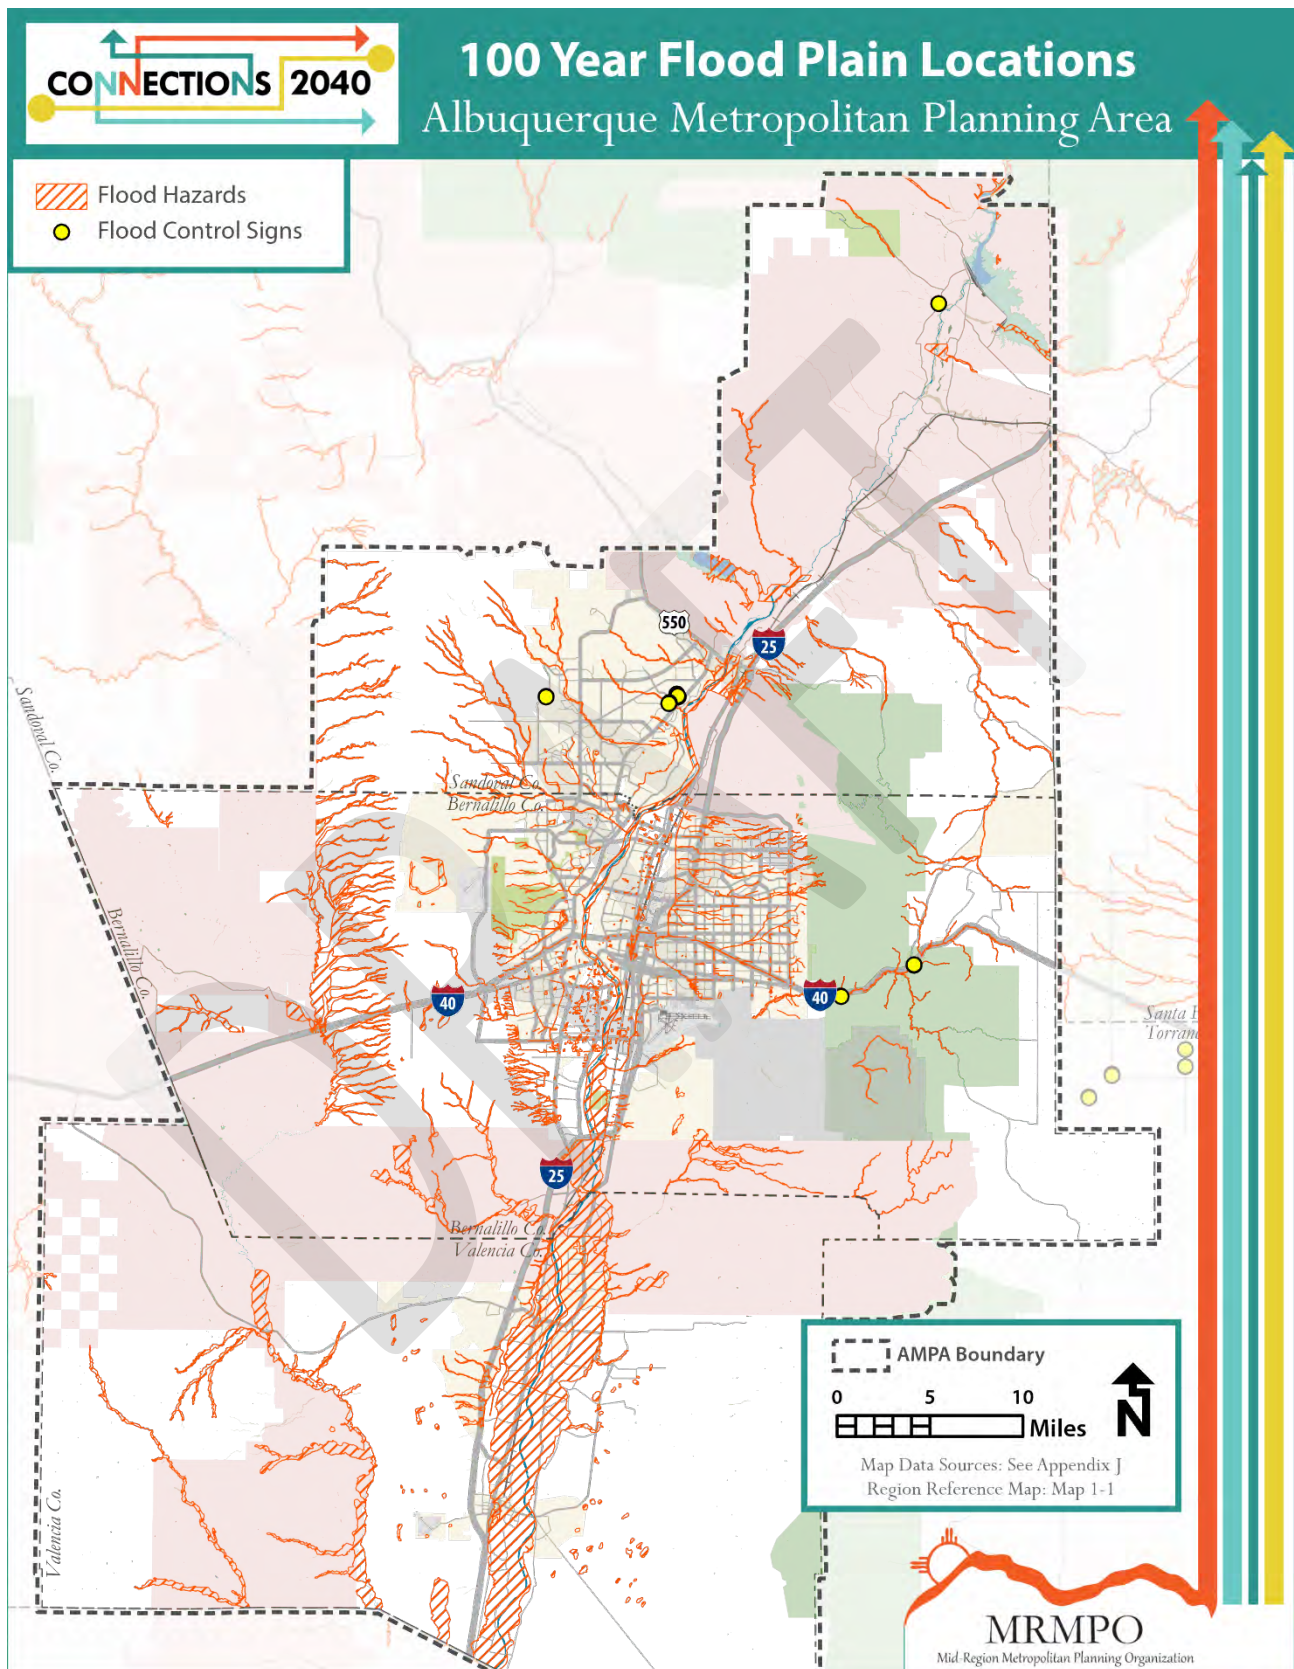 CONNECTIONS 2040
100 Year Flood Plain Locations
Albuquerque Metropolitan Planning Area
Flood Hazards
Flood Control Signs
DRAFT
550
25
Sandoval Co.
Sandoval Co.
Bernalillo Co.
Bernalillo Co.
40
40
Santa F
Torranc
25
Bernalillo Co.
Valencia Co.
Valencia Co.
AMPA Boundary
0 5 10
Miles
N
Map Data Sources: See Appendix J
Region Reference Map: Map 1-1
MRMPO
Mid-Region Metropolitan Planning Organization